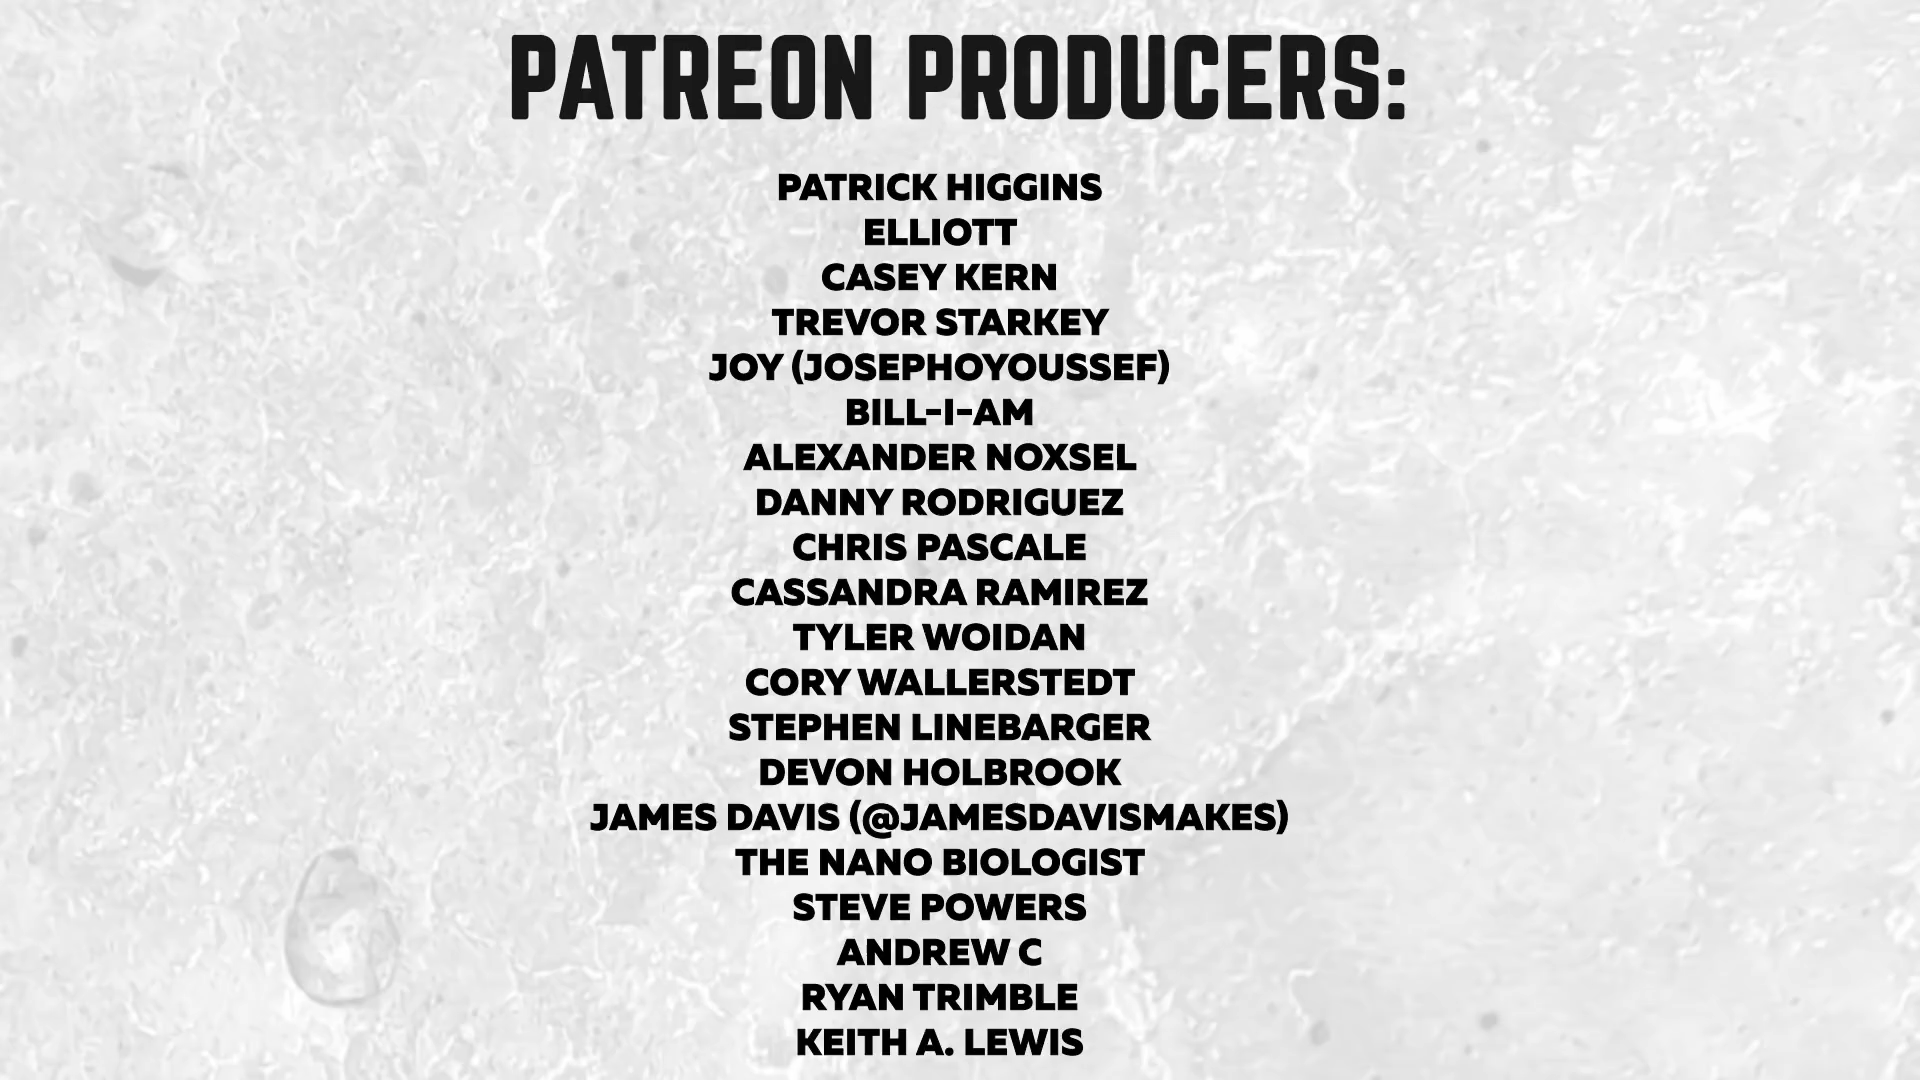 PATREON PRODUCERS:
PATRICK HIGGINS
ELLIOTT
CASEY KERN
TREVOR STARKEY
JOY (JOSEPHOYOUSSEF)
BILL-I-AM
ALEXANDER NOXSEL
DANNY RODRIGUEZ
CHRIS PASCALE
CASSANDRA RAMIREZ
TYLER WOIDAN
CORY WALLERSTEDT
STEPHEN LINEBARGER
DEVON HOLBROOK
JAMES DAVIS (@JAMESDAVISMAKES)
THE NANO BIOLOGIST
STEVE POWERS
ANDREW C
RYAN TRIMBLE
KEITH A. LEWIS